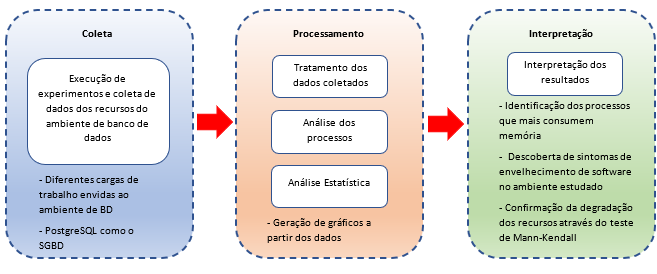 Coleta
Execução de
experimentos e coleta de
dados dos recursos do
ambiente de banco de
dados
- Diferentes cargas de
trabalho envidas ao
ambiente de BD
- PostgreSQL como o
SGBD
Processamento
Tratamento dos
dados coletados
Análise dos
processos
Análise Estatística
- Geração de gráficos a
partir dos dados
Interpretação
Interpretação dos
resultados
- Identificação dos processos
que mais consumem
memória
- Descoberta de sintomas de
envelhecimento de software
no ambiente estudado
- Confirmação da degradação
dos recursos através do teste
de Mann-Kendall